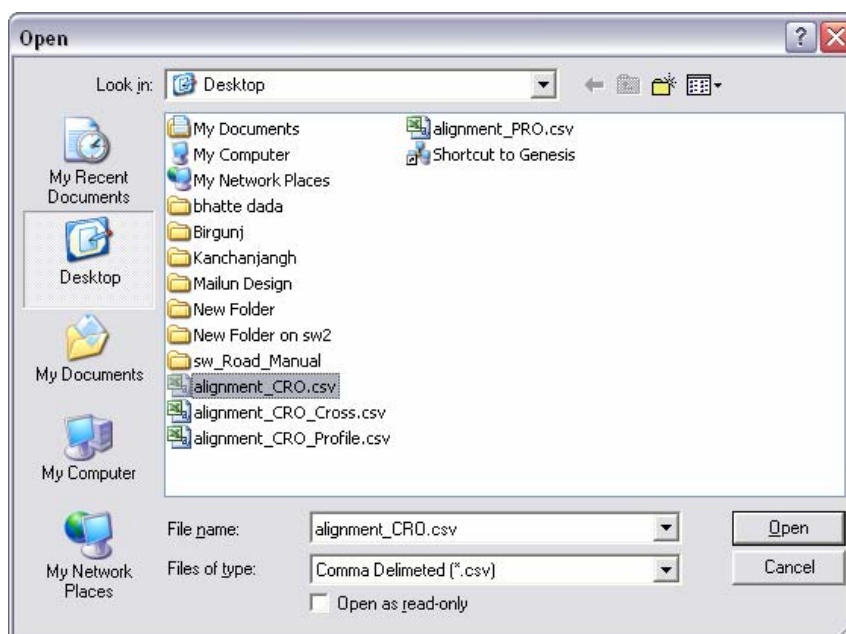 Open
Look in: Desktop
My Recent Documents
Desktop
My Documents
My Computer
My Network Places
My Documents
My Computer
My Network Places
bhatte dada
Birgunj
Kanchanjangh
Mailun Design
New Folder
New Folder on sw2
sw_Road_Manual
alignment_CRO.csv
alignment_CRO_Cross.csv
alignment_CRO_Profile.csv
alignment_PRO.csv
Shortcut to Genesis
File name: alignment_CRO.csv Open
Files of type: Comma Delimeted (*.csv) Cancel
Open as read-only